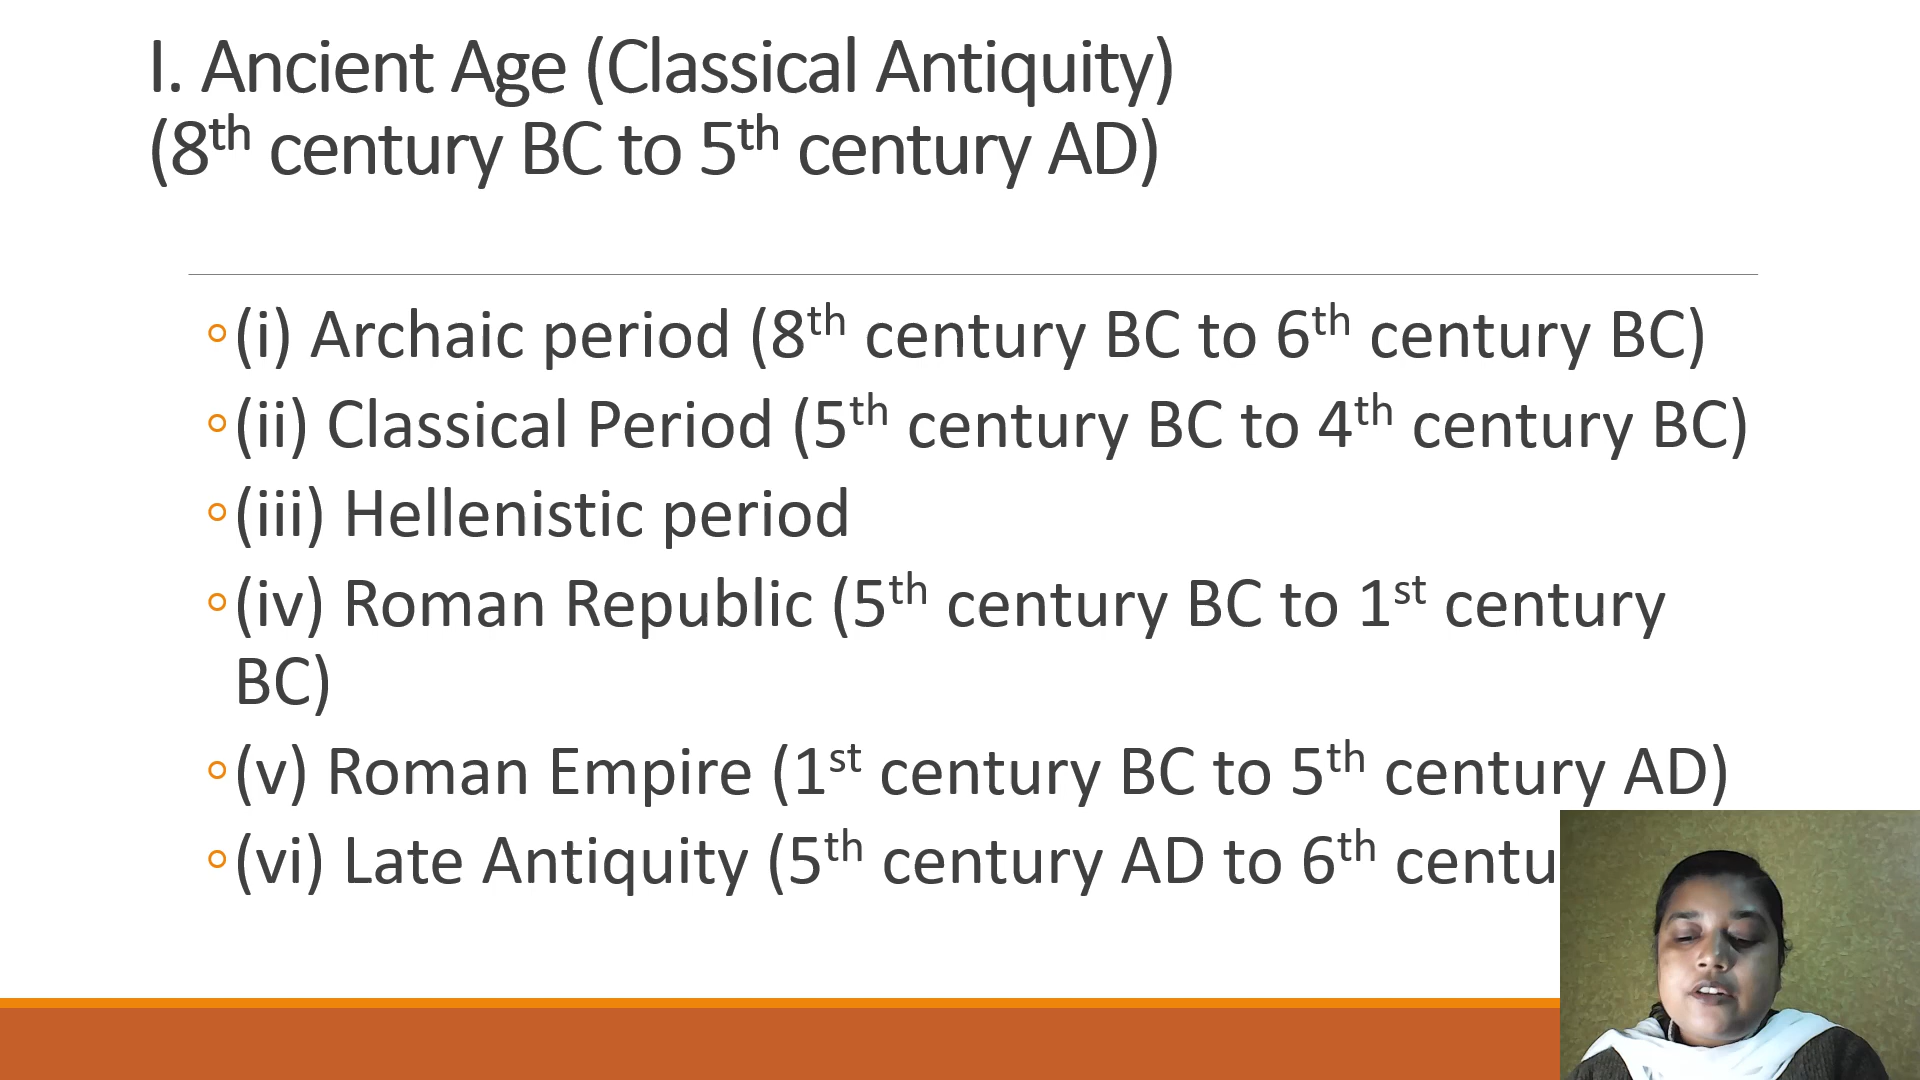 I. Ancient Age (Classical Antiquity)
(8th century BC to 5th century AD)
(i) Archaic period (8th century BC to 6th century BC)
(ii) Classical Period (5th century BC to 4th century BC)
(iii) Hellenistic period
(iv) Roman Republic (5th century BC to 1st century
BC)
(v) Roman Empire (1st century BC to 5th century AD)
(vi) Late Antiquity (5th century AD to 6th